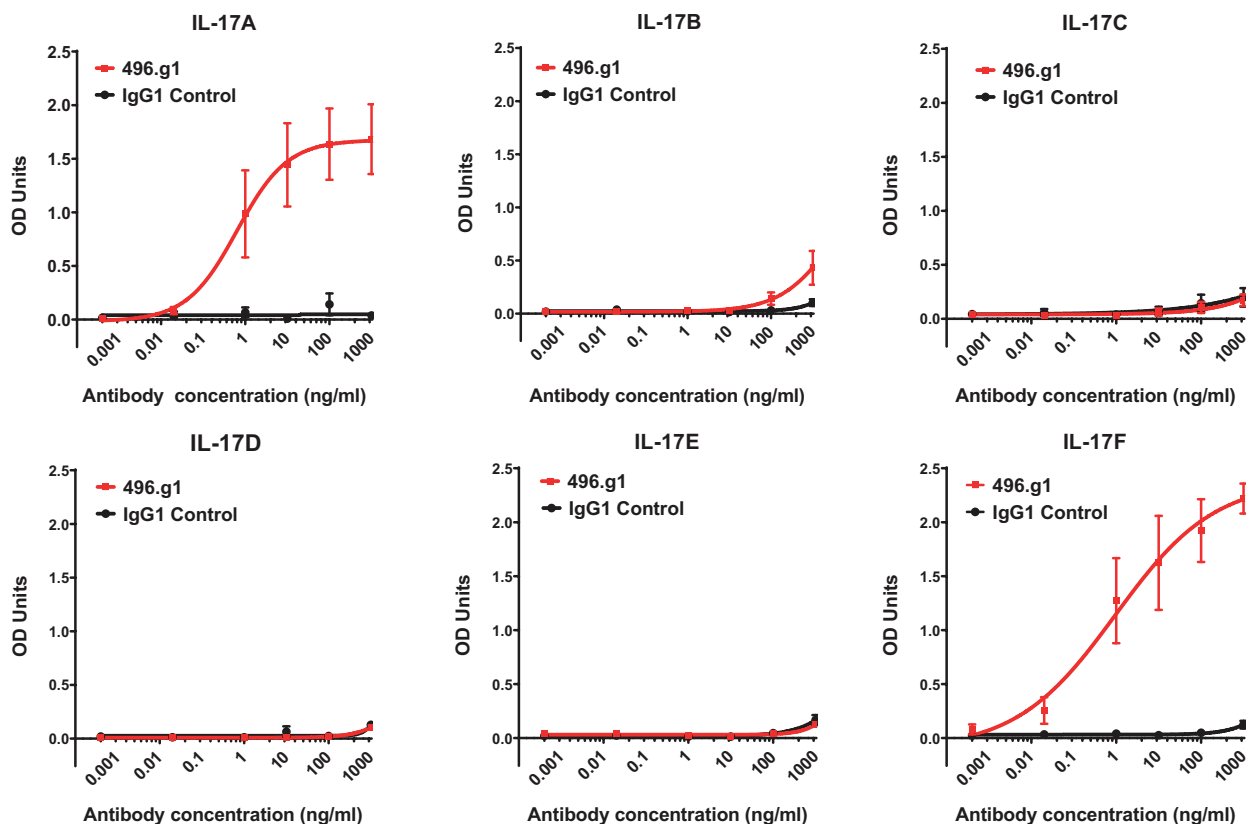 IL-17A
2.5
2.0
1.5
1.0
0.5
0.0
OD Units
496.g1
IgG1 Control
0.001
0.01
0.1
1
10
100
1000
Antibody concentration (ng/ml)
IL-17B
2.5
2.0
1.5
1.0
0.5
0.0
OD Units
496.g1
IgG1 Control
0.001
0.01
0.1
1
10
100
1000
Antibody concentration (ng/ml)
IL-17C
2.5
2.0
1.5
1.0
0.5
0.0
OD Units
496.g1
IgG1 Control
0.001
0.01
0.1
1
10
100
1000
Antibody concentration (ng/ml)
IL-17D
2.5
2.0
1.5
1.0
0.5
0.0
OD Units
496.g1
IgG1 Control
0.001
0.01
0.1
1
10
100
1000
Antibody concentration (ng/ml)
IL-17E
2.5
2.0
1.5
1.0
0.5
0.0
OD Units
496.g1
IgG1 Control
0.001
0.01
0.1
1
10
100
1000
Antibody concentration (ng/ml)
IL-17F
2.5
2.0
1.5
1.0
0.5
0.0
OD Units
496.g1
IgG1 Control
0.001
0.01
0.1
1
10
100
1000
Antibody concentration (ng/ml)